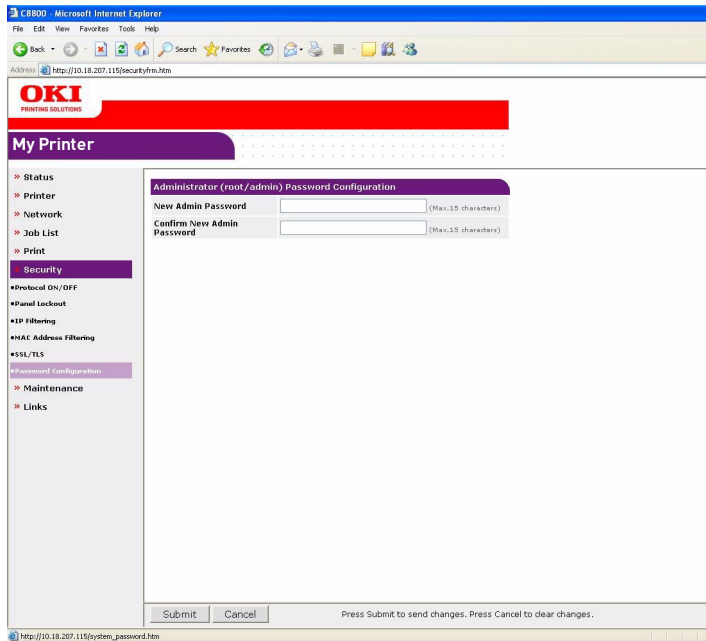 C8800 - Microsoft Internet Explorer
File Edit View Favorites Tools Help
Back Search Favorites
Address http://10.18.207.115/securityfrm.htm
OKI
PRINTING SOLUTIONS
My Printer
» Status
» Printer
» Network
» Job List
» Print
» Security
•Protocol ON/OFF
•Panel Lockout
•IP Filtering
•MAC Address Filtering
•SSL/TLS
•Password Configuration
» Maintenance
» Links
Administrator (root/admin) Password Configuration
New Admin Password (Max.15 characters)
Confirm New Admin
Password (Max.15 characters)
Submit Cancel Press Submit to send changes. Press Cancel to clear changes.
http://10.18.207.115/system_password.htm